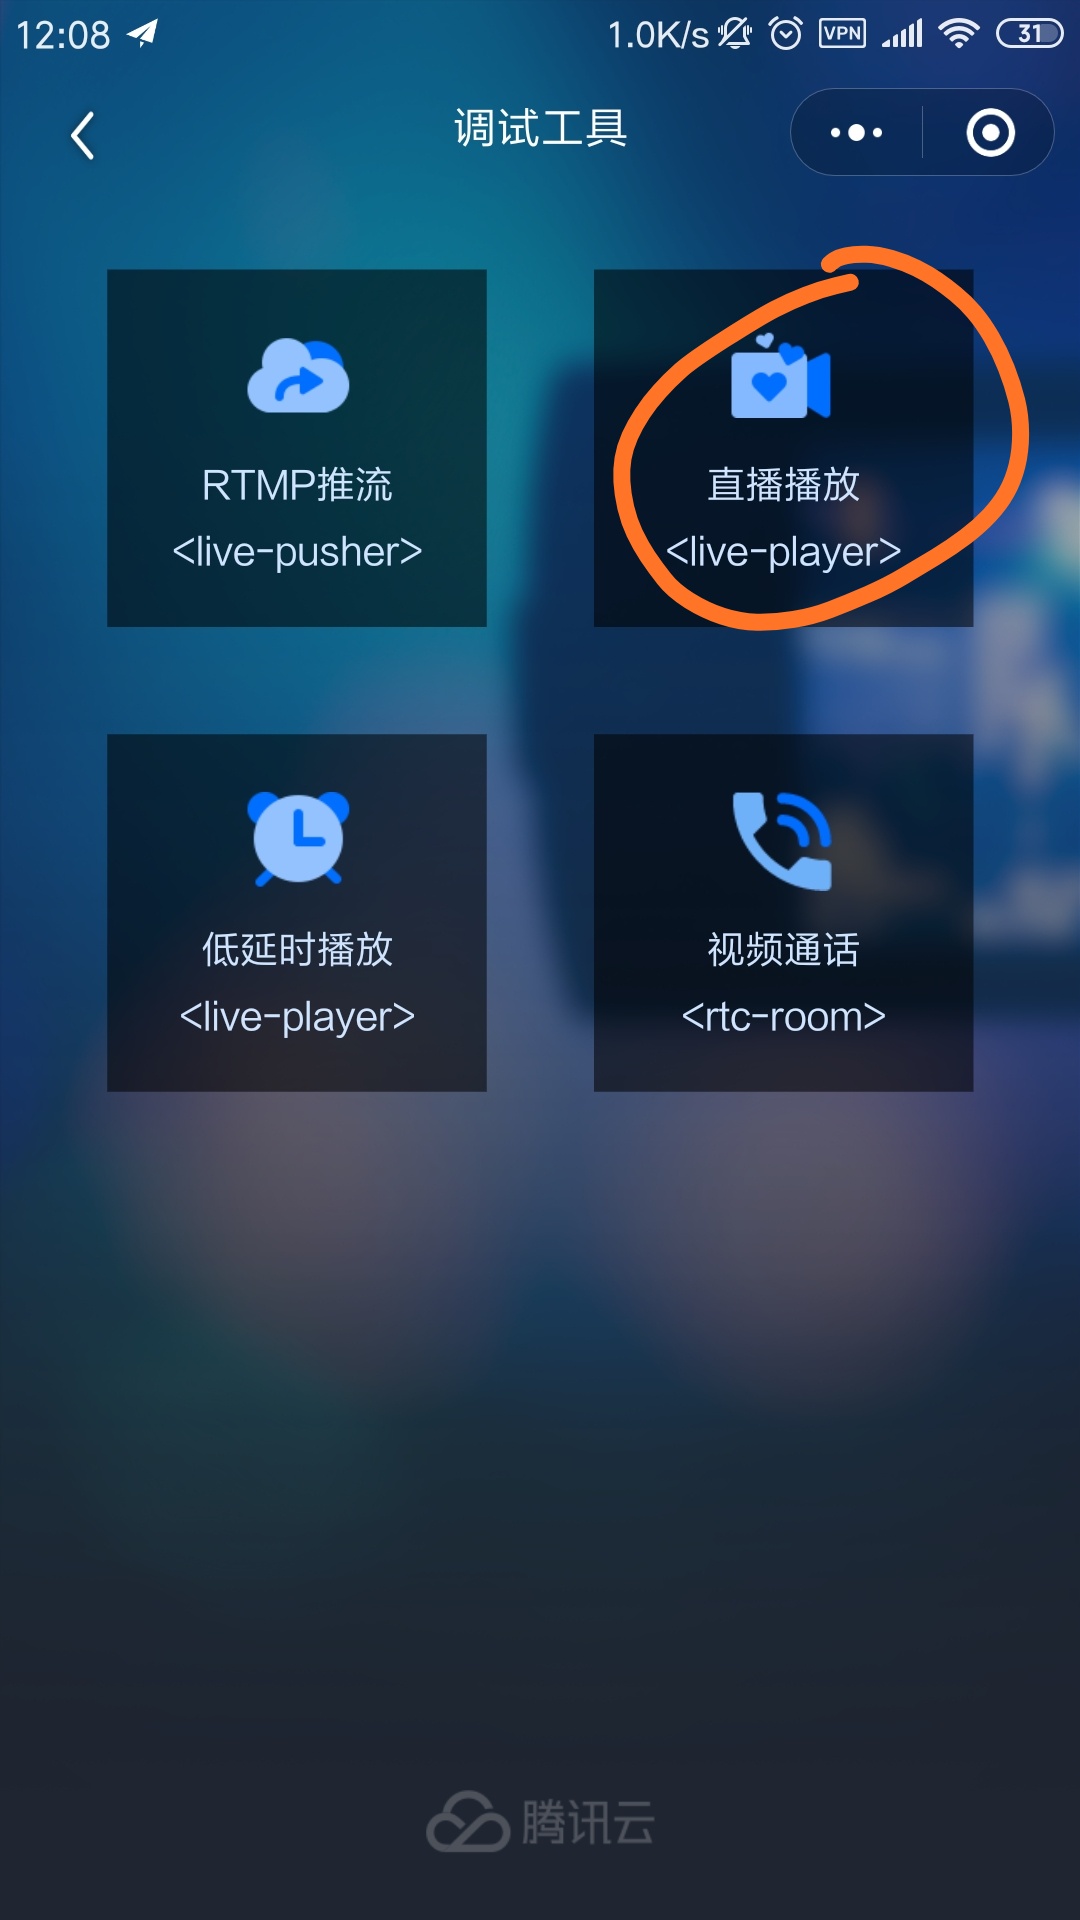 12:08 1.0K/s VPN 31
调试工具
RTMP推流
<live-pusher>
直播播放
<live-player>
低延时播放
<live-player>
视频通话
<rtc-room>
腾讯云